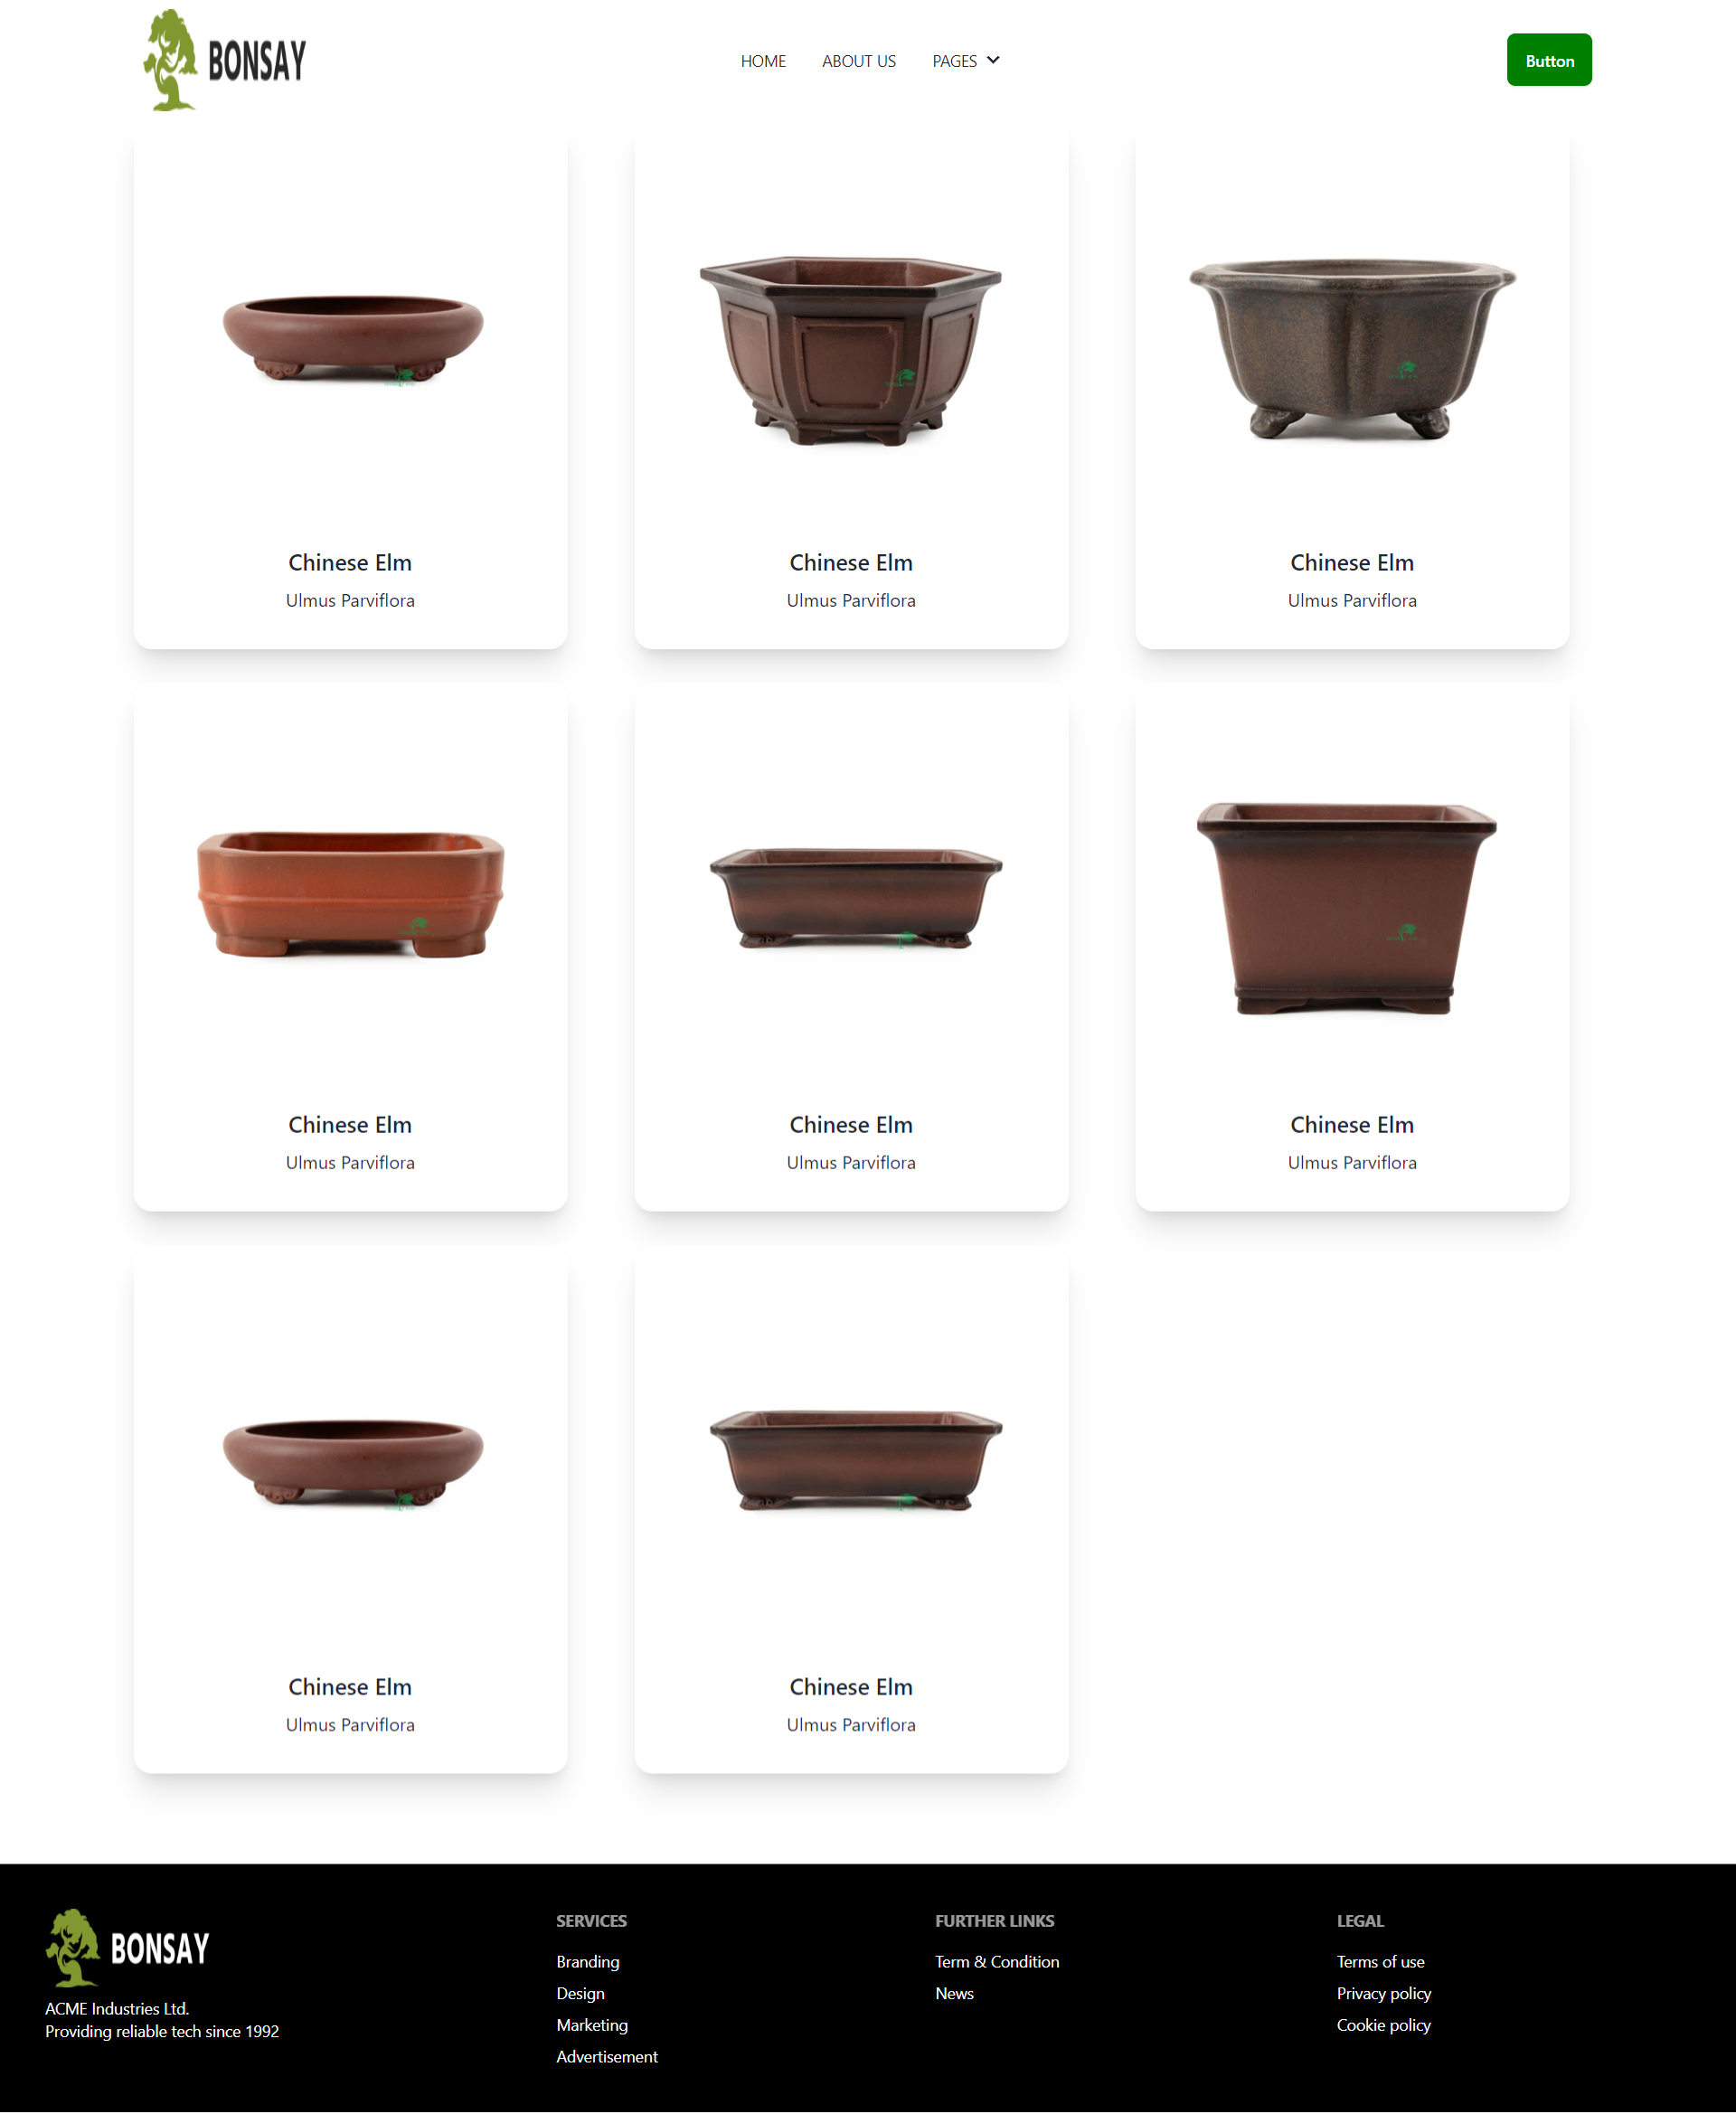 BONSAY
HOME ABOUT US PAGES
Button
Chinese Elm
Ulmus Parviflora
Chinese Elm
Ulmus Parviflora
Chinese Elm
Ulmus Parviflora
Chinese Elm
Ulmus Parviflora
Chinese Elm
Ulmus Parviflora
Chinese Elm
Ulmus Parviflora
Chinese Elm
Ulmus Parviflora
Chinese Elm
Ulmus Parviflora
BONSAY
ACME Industries Ltd.
Providing reliable tech since 1992
SERVICES
Branding
Design
Marketing
Advertisement
FURTHER LINKS
Term & Condition
News
LEGAL
Terms of use
Privacy policy
Cookie policy